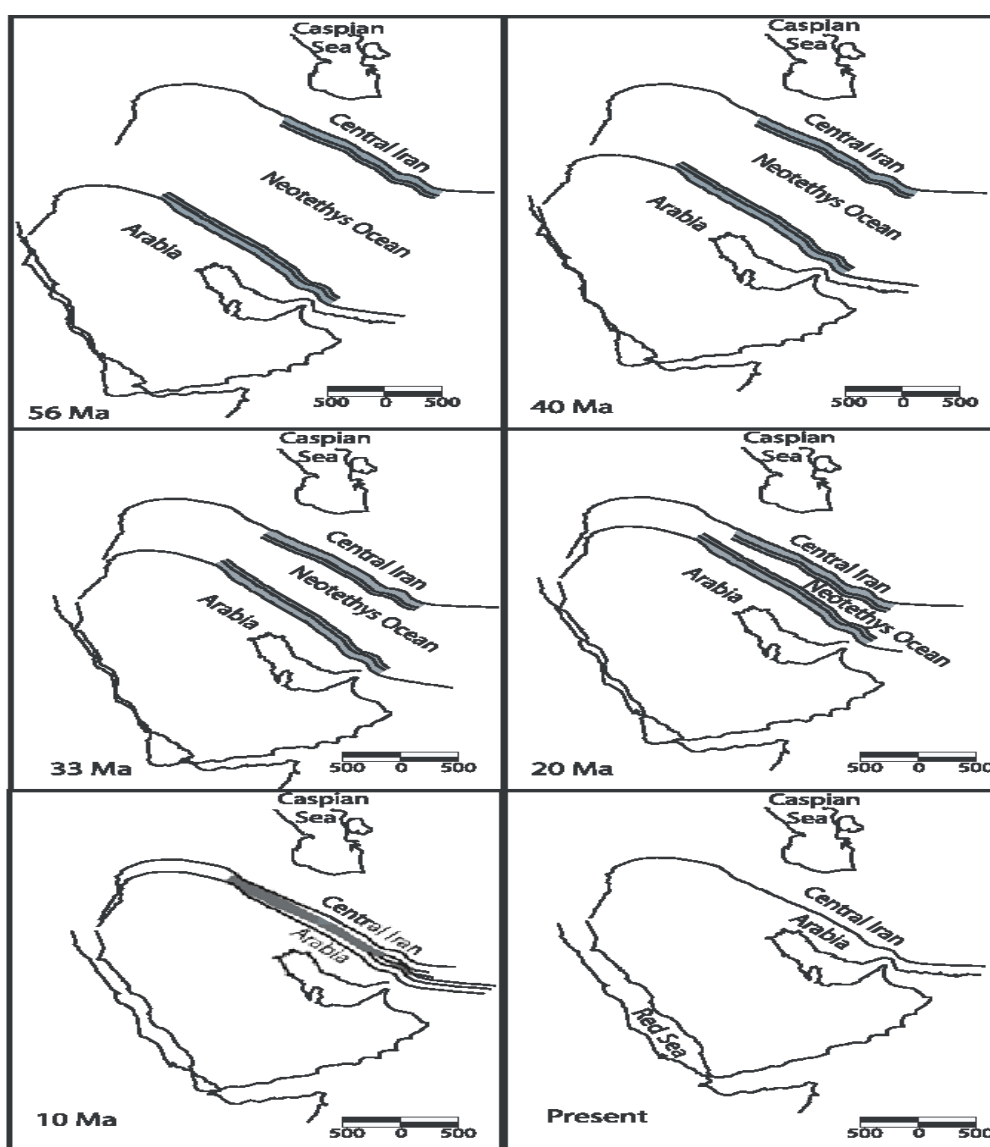 Caspian
Sea
Central Iran
Neotethys Ocean
Arabia
500 0 500
56 Ma
Caspian
Sea
Central Iran
Neotethys Ocean
Arabia
500 0 500
40 Ma
Caspian
Sea
Central Iran
Neotethys Ocean
Arabia
500 0 500
33 Ma
Caspian
Sea
Central Iran
Neotethys Ocean
Arabia
500 0 500
20 Ma
Caspian
Sea
Central Iran
Arabia
500 0 500
10 Ma
Caspian
Sea
Central Iran
Arabia
Red Sea
500 0 500
Present